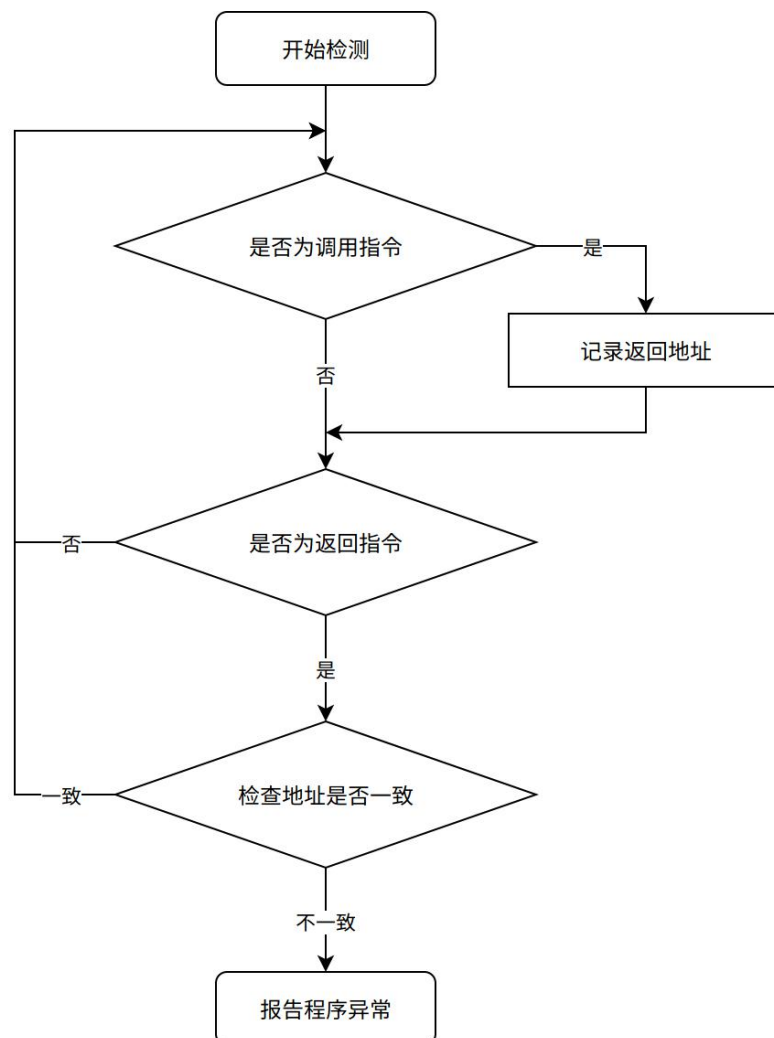 开始检测
是否为调用指令
是
记录返回地址
否
是否为返回指令
否
是
检查地址是否一致
一致
不一致
报告程序异常